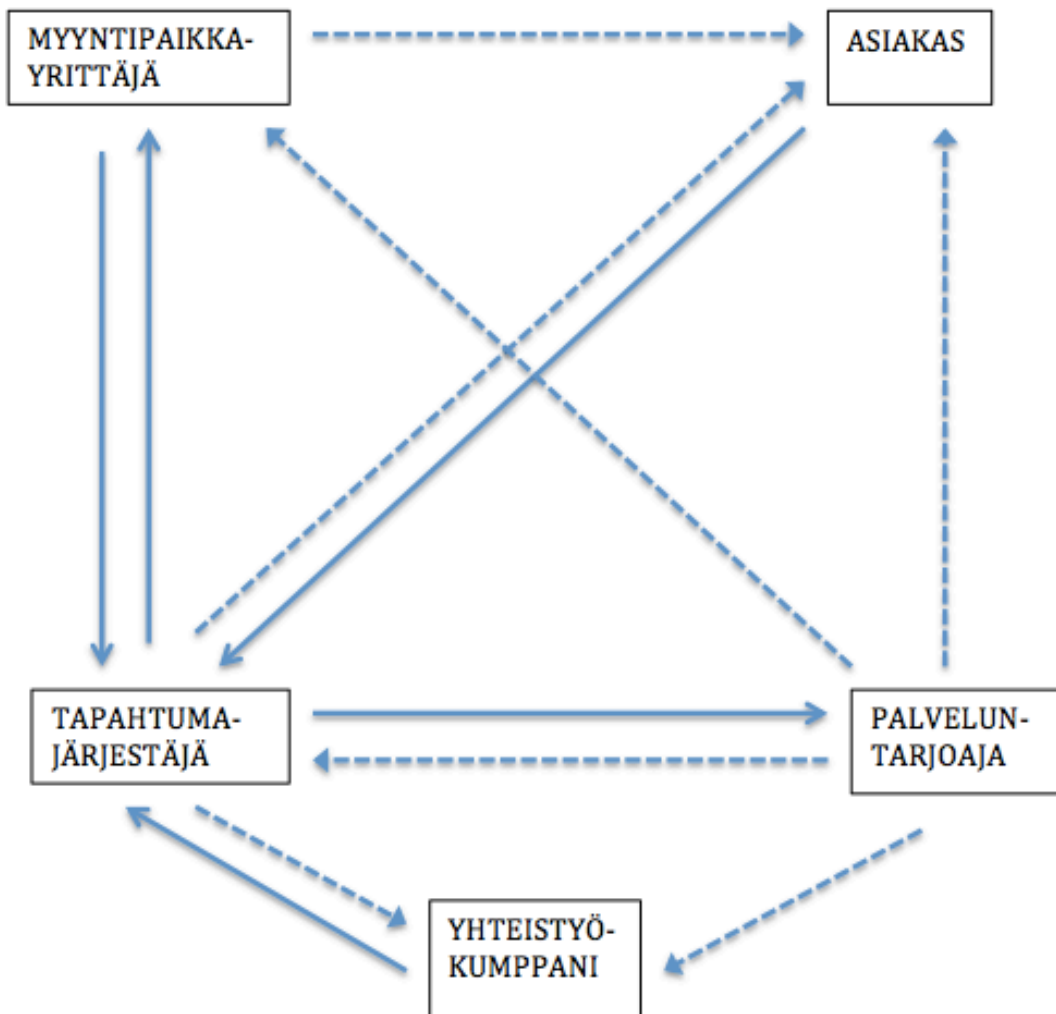 MYYNTIPAIKKA-
YRITTÄJÄ
ASIAKAS
TAPAHTUMA-
JÄRJESTÄJÄ
PALVELUN-
TARJOAJA
YHTEISTYÖ-
KUMPPANI